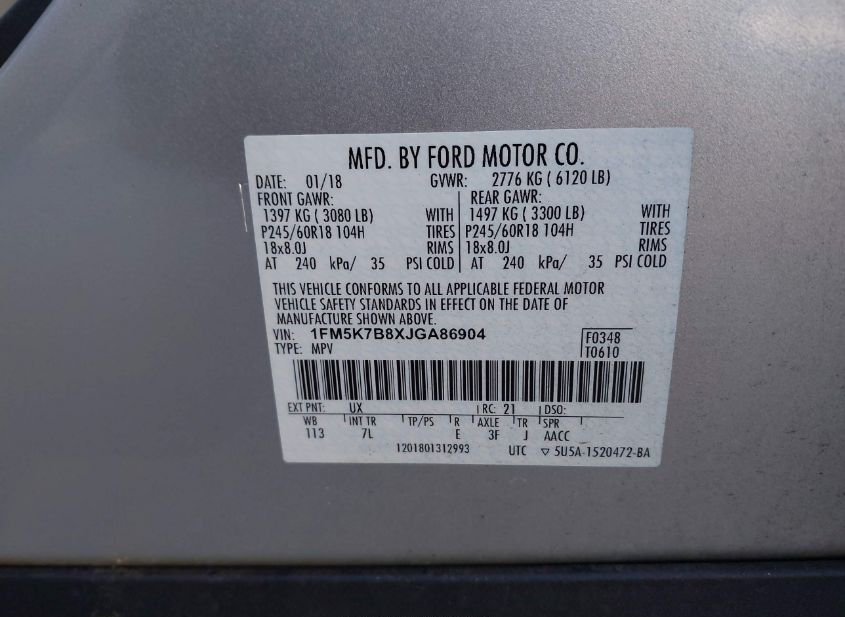 MFD. BY FORD MOTOR CO.
DATE: 01/18 GVWR: 2776 KG ( 6120 LB)
FRONT GAWR: REAR GAWR:
1397 KG ( 3080 LB) WITH 1497 KG ( 3300 LB) WITH
P245/60R18 104H TIRES P245/60R18 104H TIRES
18x8.0J RIMS 18x8.0J RIMS
AT 240 kPa/ 35 PSI COLD AT 240 kPa/ 35 PSI COLD
THIS VEHICLE CONFORMS TO ALL APPLICABLE FEDERAL MOTOR
VEHICLE SAFETY STANDARDS IN EFFECT ON THE DATE OF
MANUFACTURE SHOWN ABOVE.
VIN: 1FM5K7B8XJGA86904 F0348
TYPE: MPV T0610
EXT PNT: UX RC: 21 DSO:
WB INT TR TP/PS R AXLE TR SPR
113 7L E 3F J AACC
1201801312993 UTC ▽ 5U5A-1520472-BA